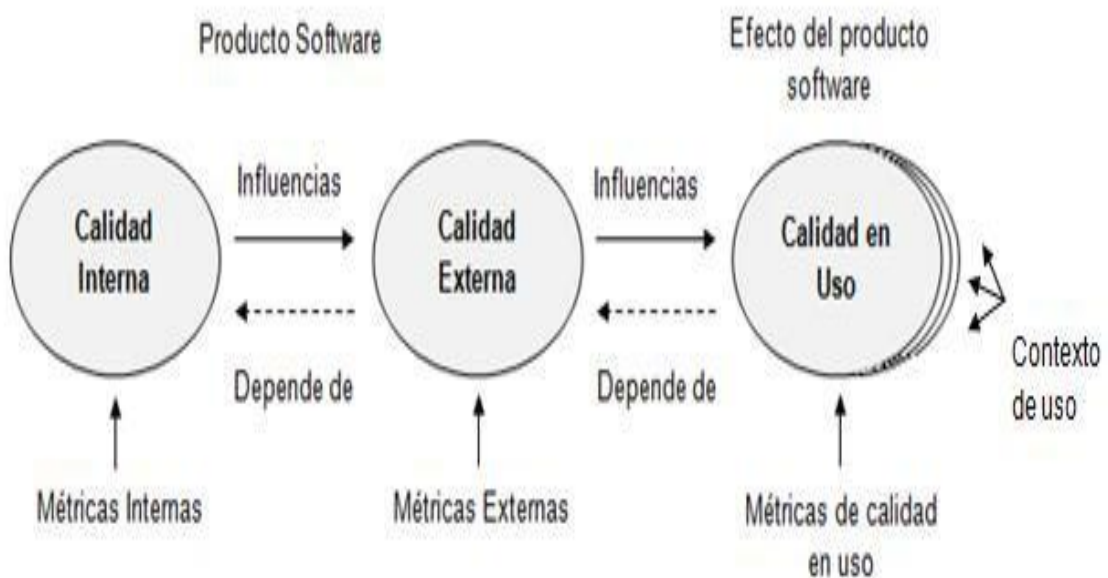 Producto Software
Efecto del producto
software
Influencias
Influencias
Calidad
Interna
Calidad
Externa
Calidad en
Uso
Depende de
Depende de
Contexto
de uso
Métricas Internas
Métricas Externas
Métricas de calidad
en uso